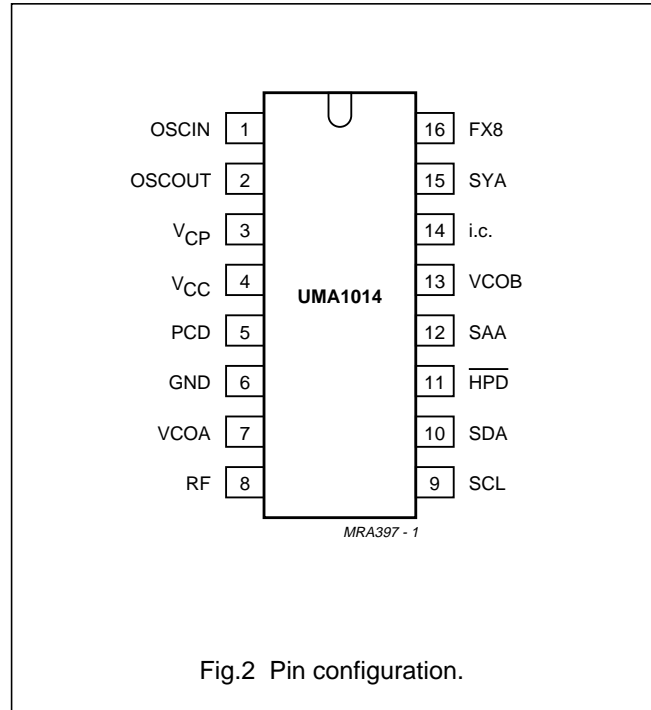 OSCIN 1 16 FX8
OSCOUT 2 15 SYA
VCP 3 14 i.c.
VCC 4 13 VCOB
UMA1014
PCD 5 12 SAA
GND 6 11 HPD
VCOA 7 10 SDA
RF 8 9 SCL
MRA397 - 1
Fig.2 Pin configuration.